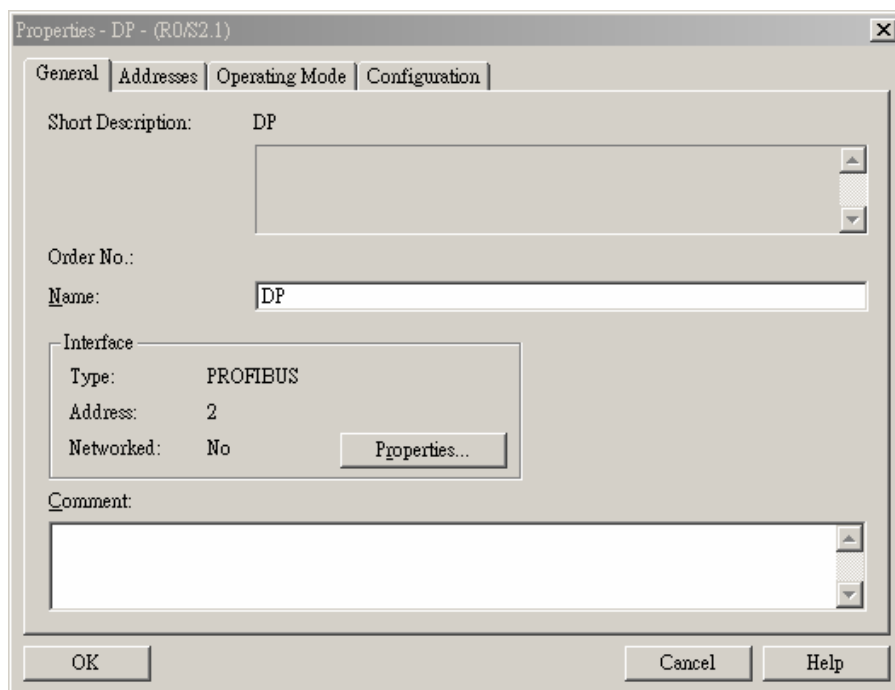 Properties - DP - (R0/S2.1)
General Addresses Operating Mode Configuration
Short Description: DP
Order No.:
Name: DP
Interface
Type: PROFIBUS
Address: 2
Networked: No Properties...
Comment:
OK Cancel Help